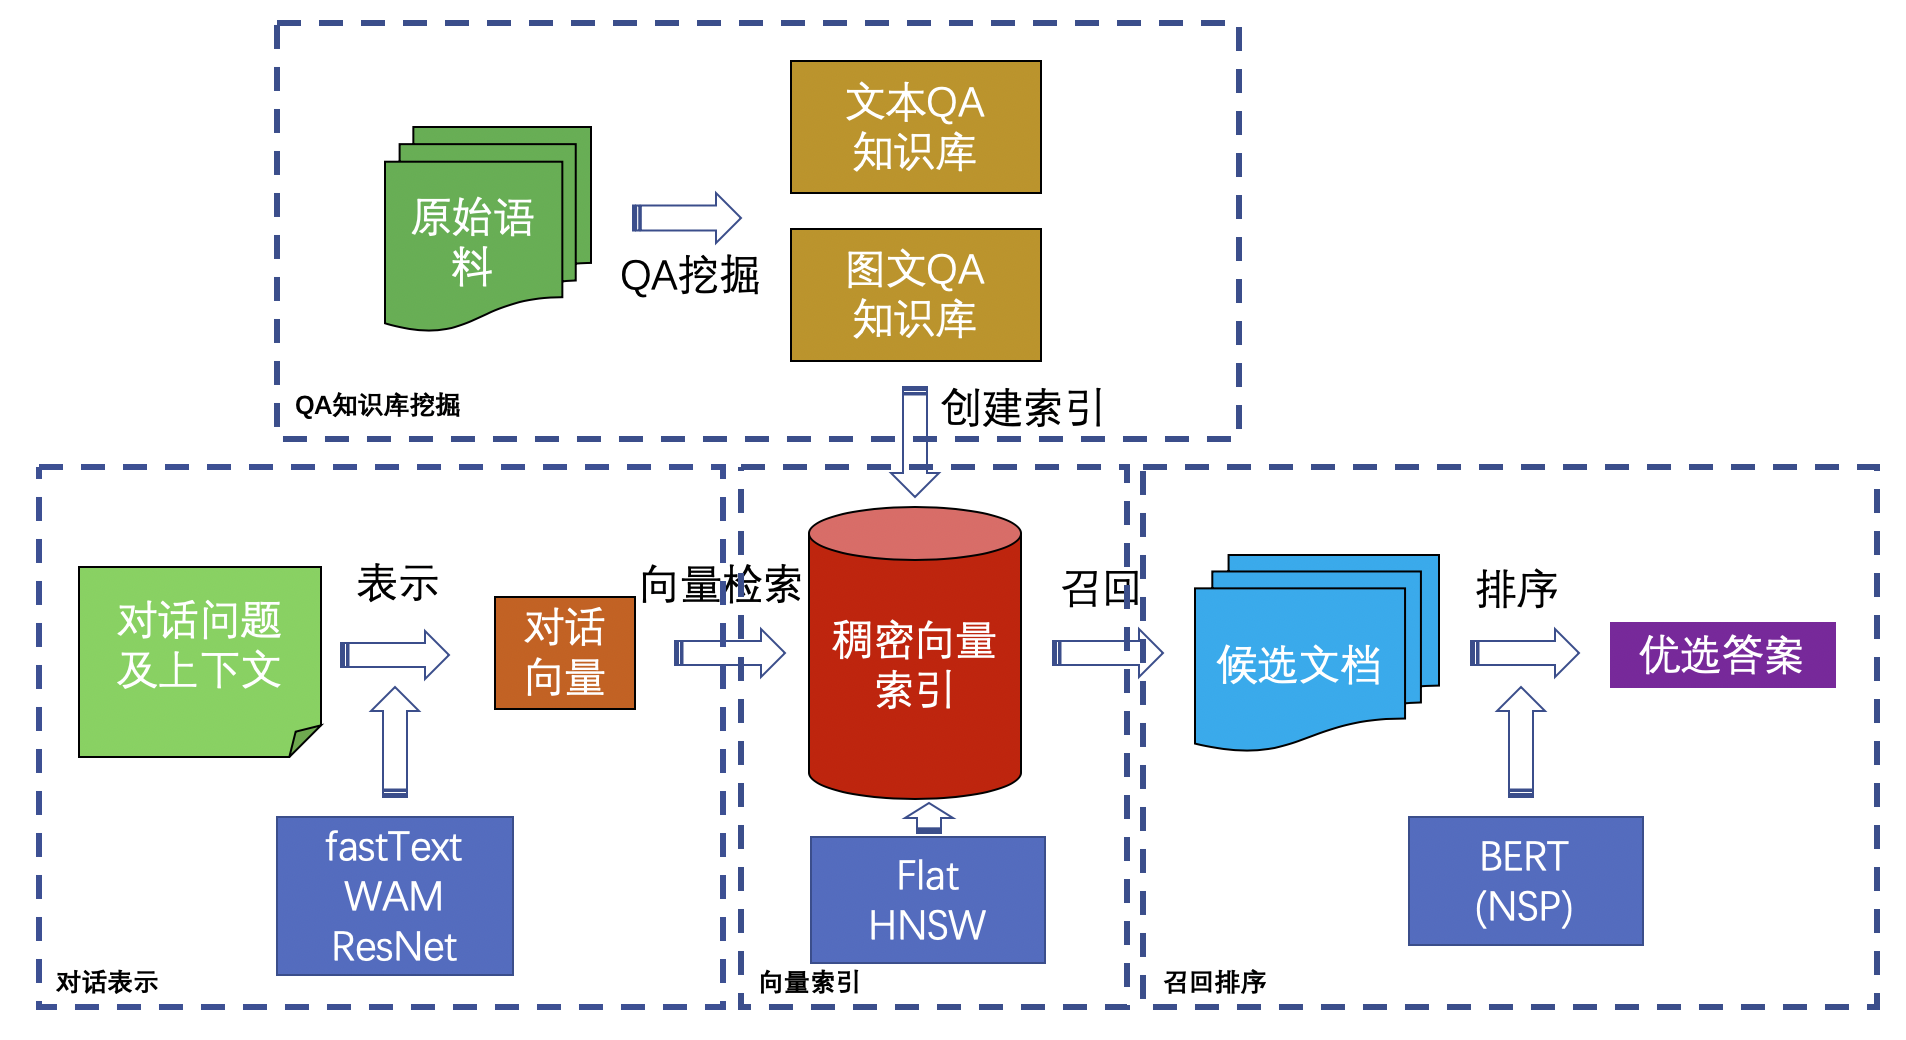 文本QA
知识库
原始语
料
QA挖掘
图文QA
知识库
QA知识库挖掘
创建索引
对话问题
及上下文
表示
对话
向量
fastText
WAM
ResNet
对话表示
向量检索
稠密向量
索引
Flat
HNSW
向量索引
召回
候选文档
排序
优选答案
BERT
(NSP)
召回排序